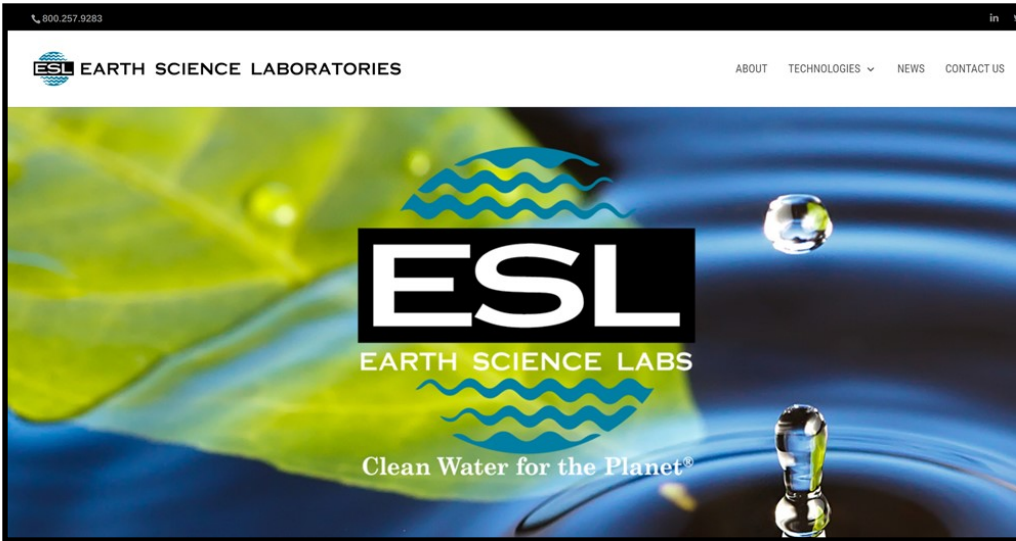 800.257.9283
in
ESL EARTH SCIENCE LABORATORIES
ABOUT TECHNOLOGIES NEWS CONTACT US
ESL
EARTH SCIENCE LABS
Clean Water for the Planet®